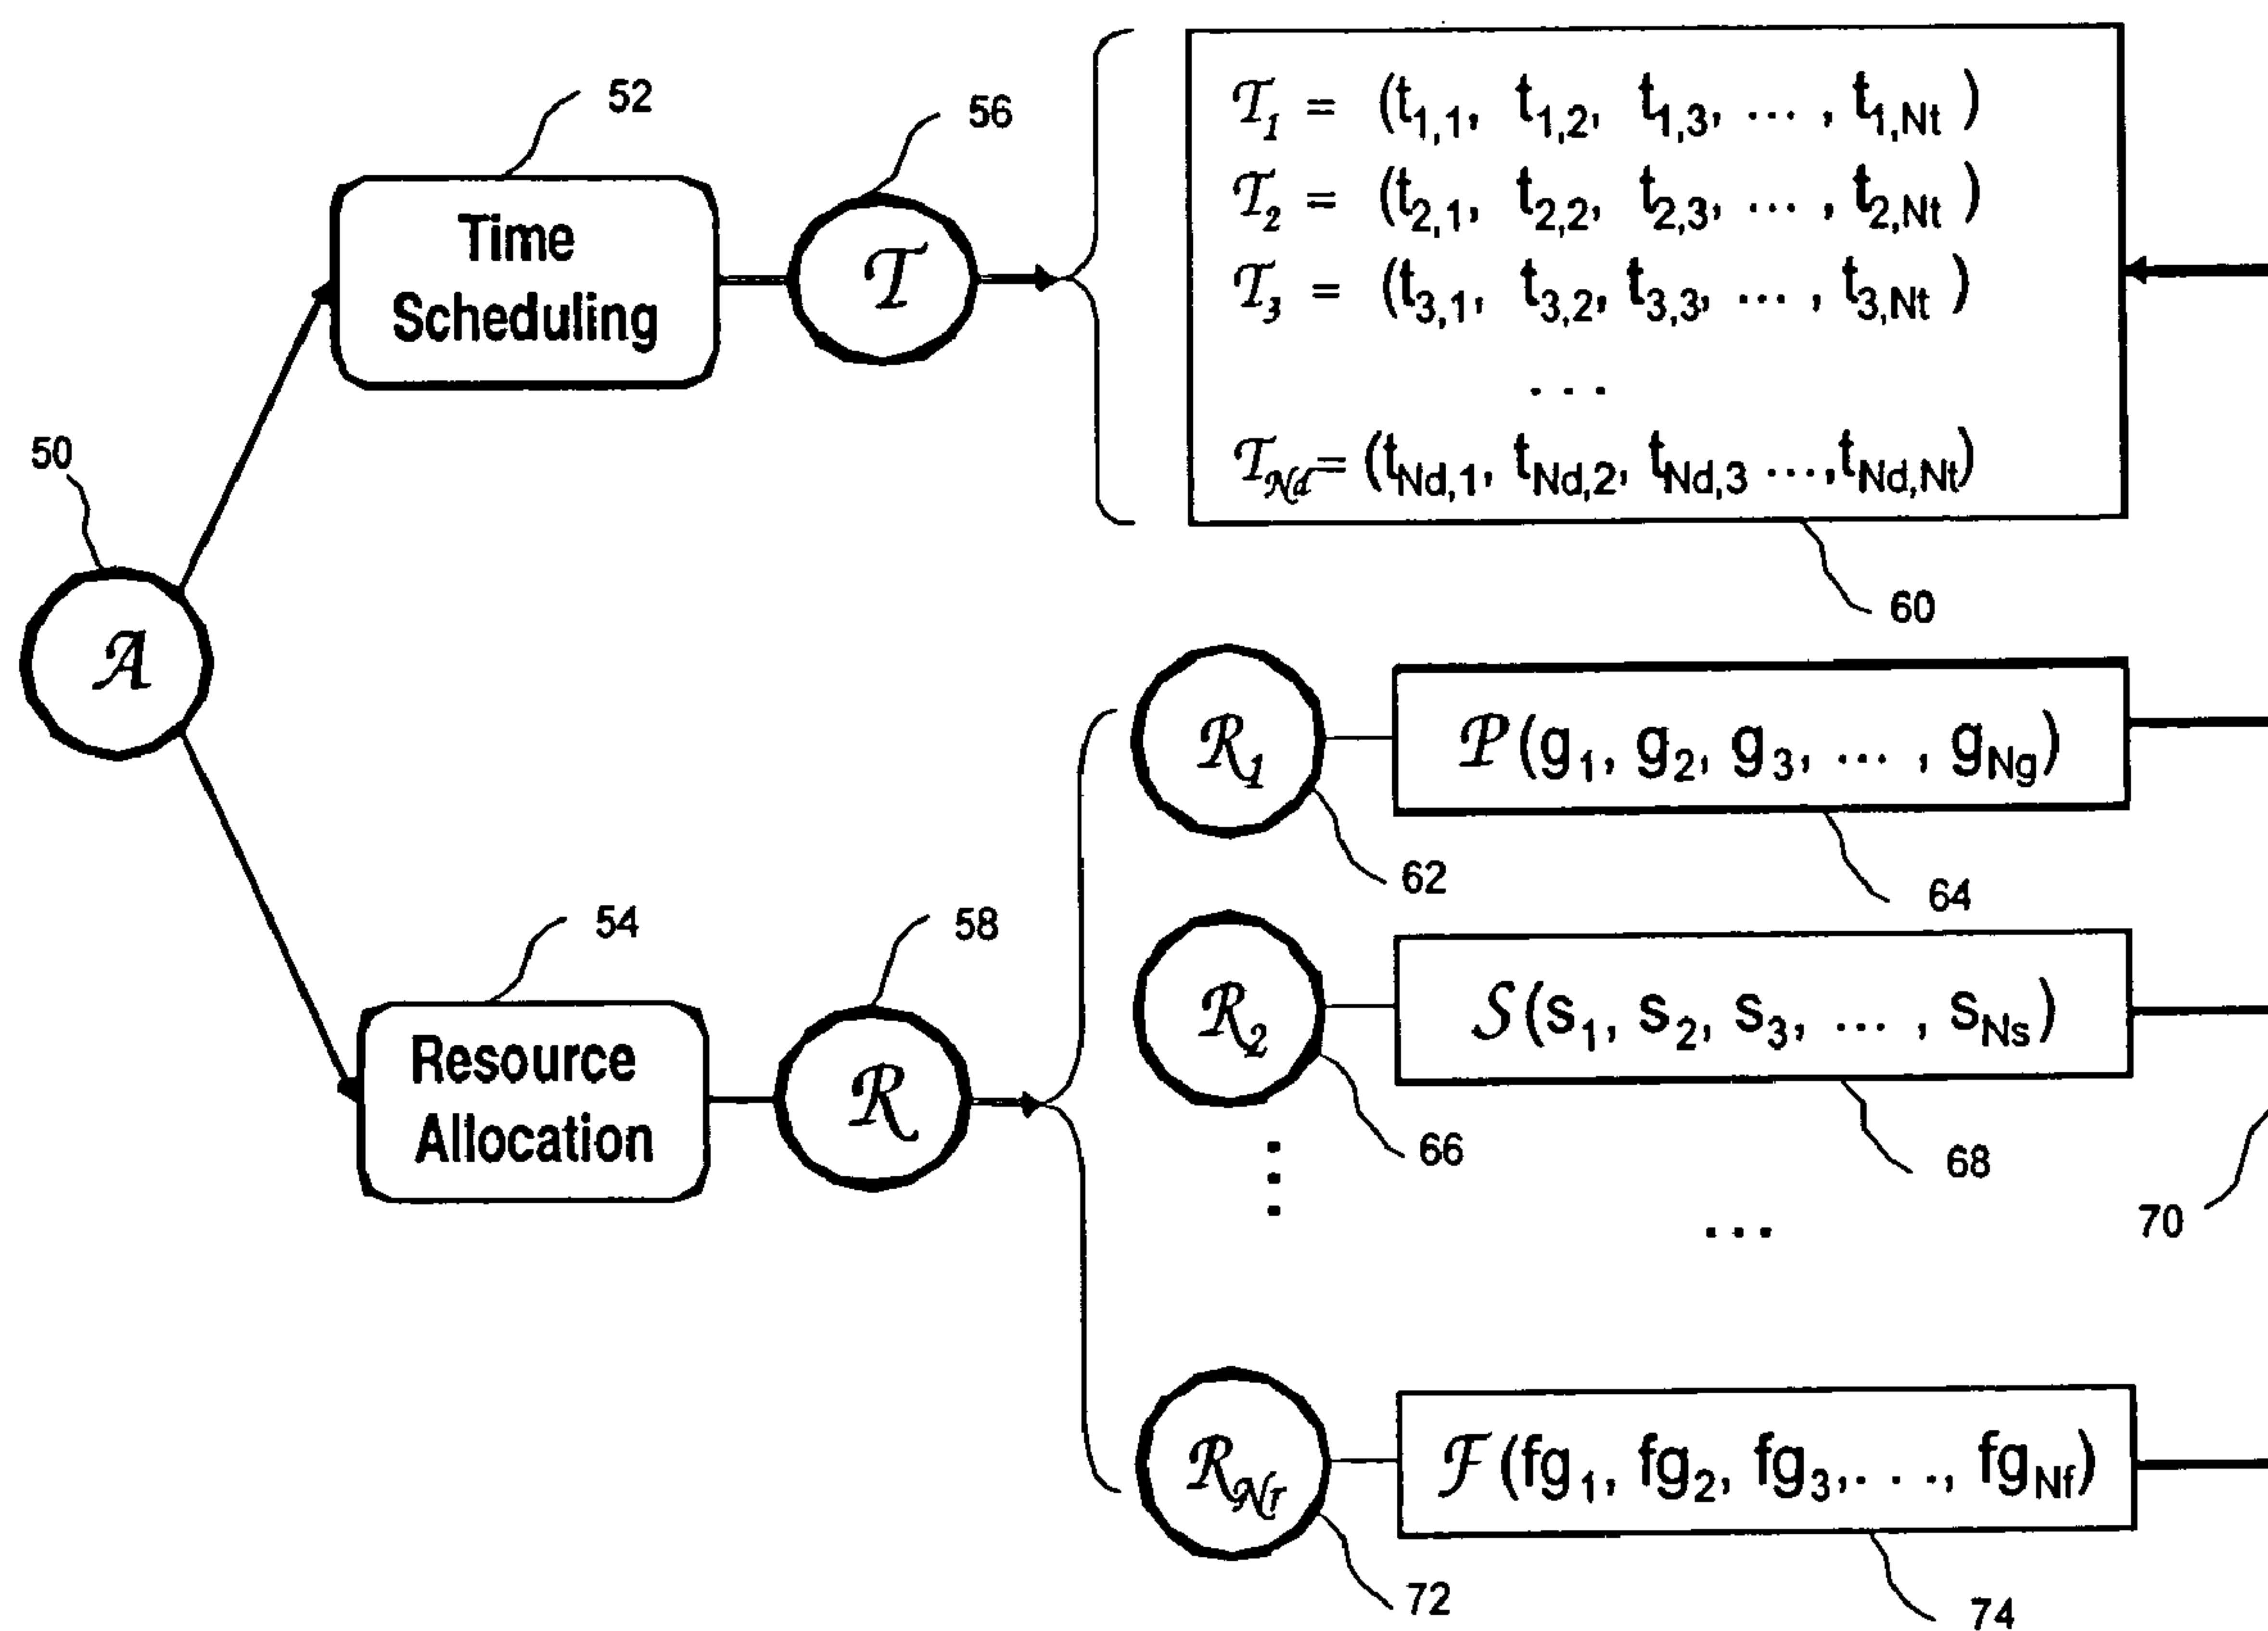 52
56
Time
Scheduling
𝒯
𝒯₁ = (t₁,₁, t₁,₂, t₁,₃, ... , t₁,Nt )
𝒯₂ = (t₂,₁, t₂,₂, t₂,₃, ... , t₂,Nt )
𝒯₃ = (t₃,₁, t₃,₂, t₃,₃, ... , t₃,Nt )
...
𝒯Nd = (tNd,1, tNd,2, tNd,3 ...,tNd,Nt)
60
50
𝒜
54
58
Resource
Allocation
ℛ
ℛ₁
𝒫(g₁, g₂, g₃, ... , gNg)
62
64
ℛ₂
𝒮(s₁, s₂, s₃, ... , sNs)
66
68
70
...
ℛNr
ℱ(fg₁, fg₂, fg₃,. . ., fgNf)
72
74